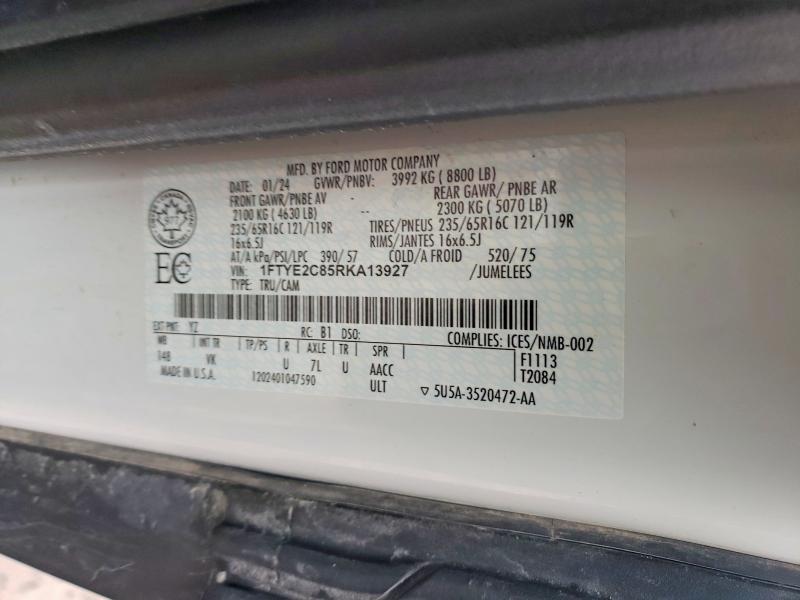 MFD. BY FORD MOTOR COMPANY
DATE: 01/24 GVWR/PNBV: 3992 KG ( 8800 LB)
FRONT GAWR/PNBE AV REAR GAWR/ PNBE AR
2100 KG ( 4630 LB) -- 2300 KG ( 5070 LB)
235/65R16C 121/119R TIRES/PNEUS 235/65R16C 121/119R
16x6.5J RIMS/JANTES 16x6.5J
AT/A kPa/PSI/LPC 390/ 57 COLD/A FROID 520/ 75
VIN: 1FTYE2C85RKA13927 /JUMELEES
TYPE: TRU/CAM
EXT PNT: YZ RC: B1 DSO: COMPLIES: ICES/NMB-002
WB INT TR TP/PS R AXLE TR SPR F1113
148 VK U 7L U AACC T2084
MADE IN U.S.A. 1202401047590 ULT ▽ 5U5A-3520472-AA
EC